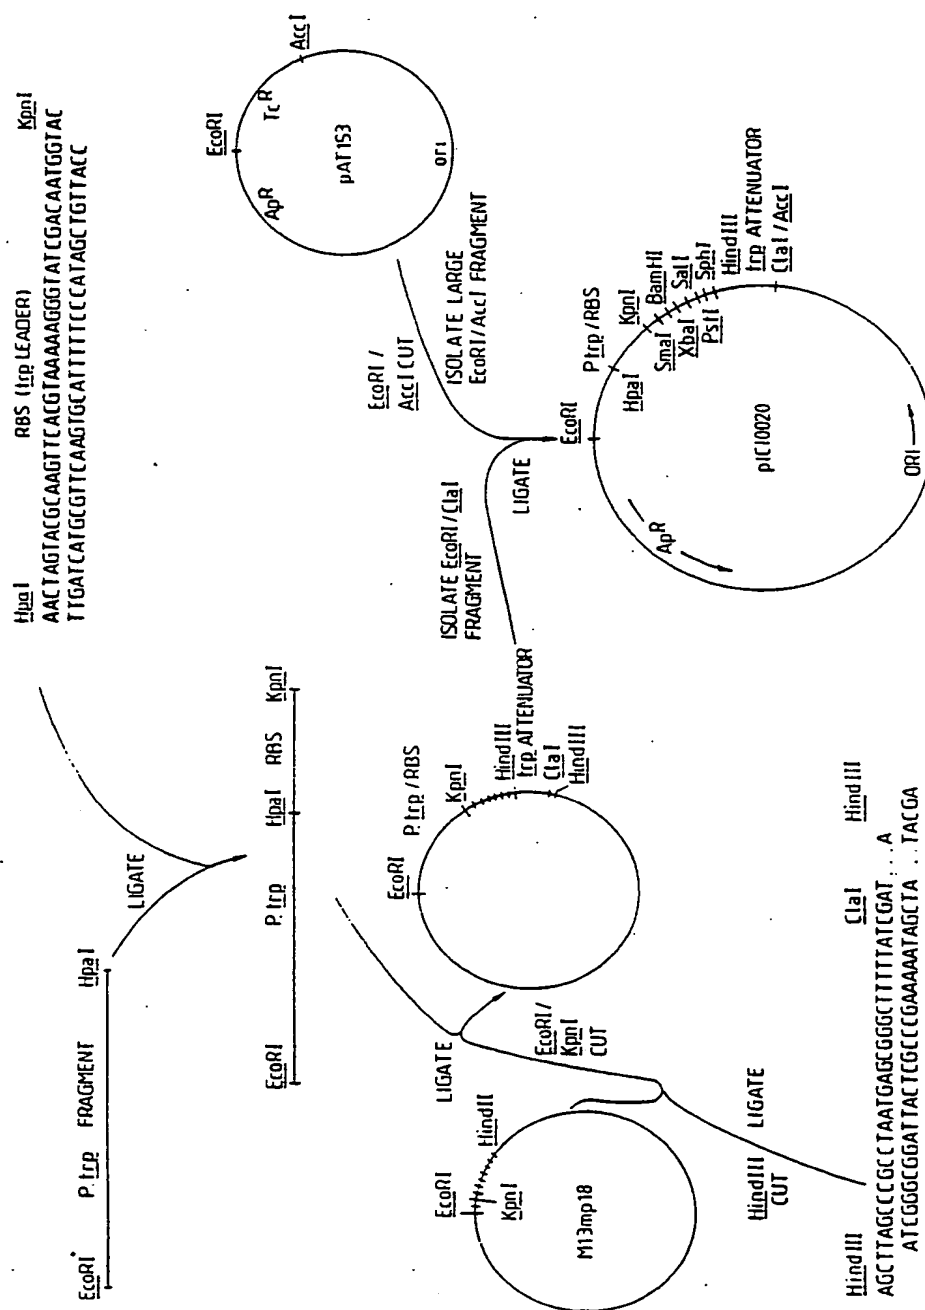 EcoRI P.trp FRAGMENT HpaI
LIGATE
HpaI RBS (trp LEADER) KpnI
AACTAGTACGCAAGTTCACGTAAAAAGGGTATCGACAATGGTAC
TTGATCATGCGTTCAAGTGCATTTTTCCCATAGCTGTTACC
EcoRI P.trp HpaI RBS KpnI
LIGATE
EcoRI/
KpnI
CUT
EcoRI
KpnI
HindII
M13mp18
HindIII
CUT
LIGATE
HindIII ClaI HindIII
AGCTTAGCCCGCCTAATGAGCGGGCTTTTTATCGAT...A
ATCGGGCGGATTACTCGCCCGAAAAATAGCTA..TACGA
EcoRI
P.trp/RBS
KpnI
HindIII
trp ATTENUATOR
ClaI
HindIII
ISOLATE EcoRI/ClaI
FRAGMENT
LIGATE
EcoRI/
AccI CUT
ISOLATE LARGE
EcoRI/AccI FRAGMENT
EcoRI
ApR
TcR
AccI
pAT153
ori
EcoRI
P.trp/RBS
HpaI
KpnI
SmaI
BamHI
XbaI
SalI
PstI
SphI
HindIII
trp ATTENUATOR
ClaI/AccI
ApR
pICI0020
ORI